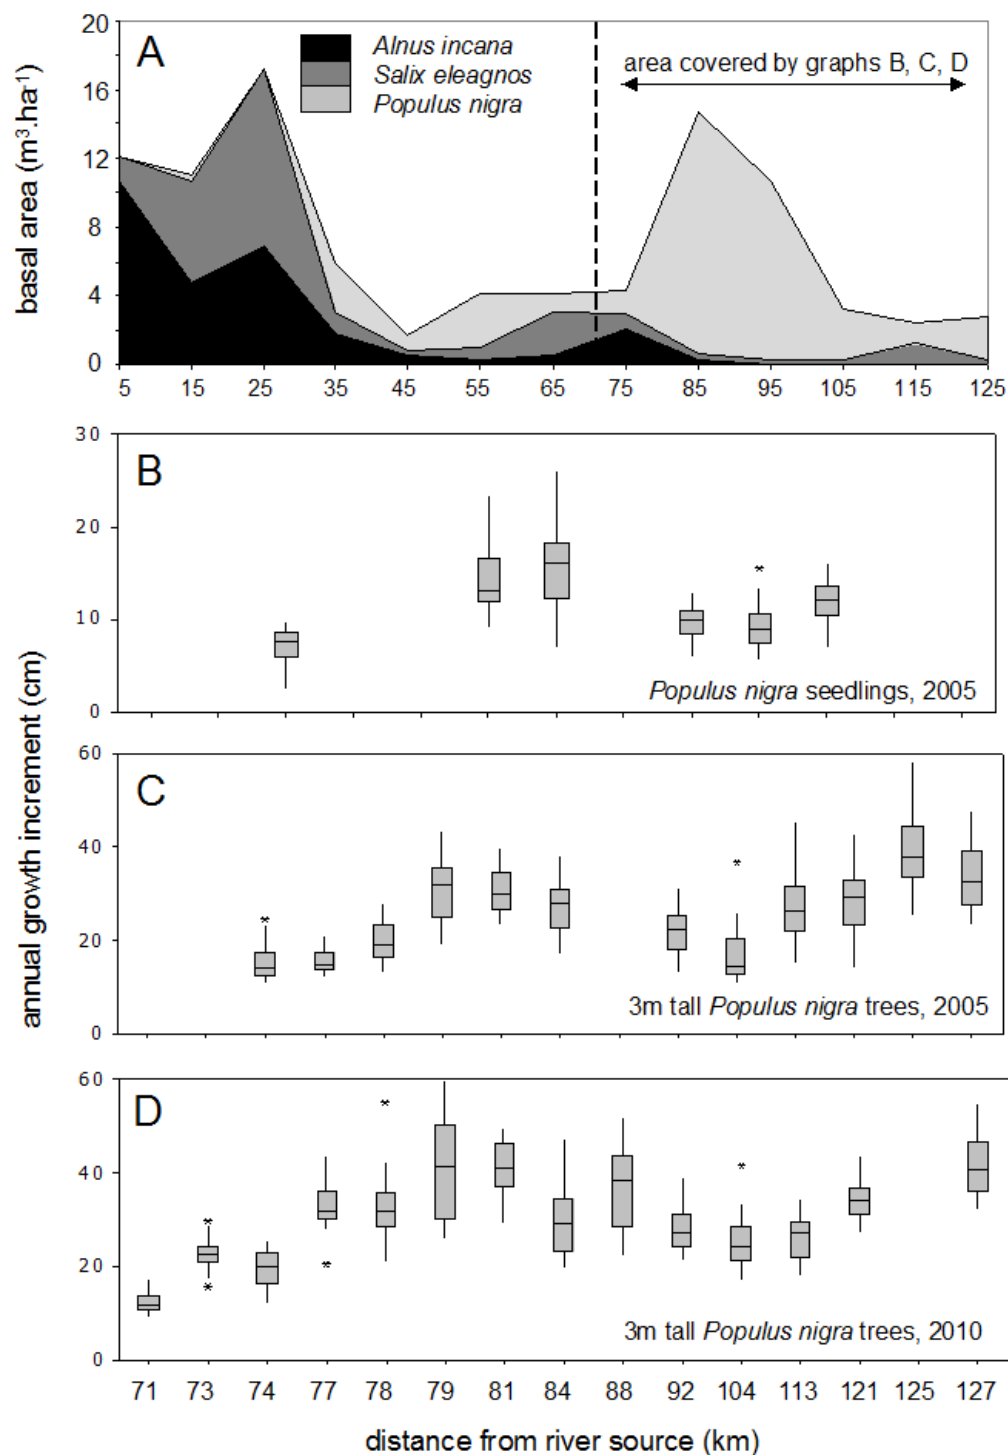 A
Alnus incana
Salix eleagnos
Populus nigra
area covered by graphs B, C, D
basal area (m³.ha⁻¹)
20
16
12
8
4
0
5 15 25 35 45 55 65 75 85 95 105 115 125
B
30
20
10
0
Populus nigra seedlings, 2005
annual growth increment (cm)
C
60
40
20
0
3m tall Populus nigra trees, 2005
D
60
40
20
0
3m tall Populus nigra trees, 2010
71 73 74 77 78 79 81 84 88 92 104 113 121 125 127
distance from river source (km)